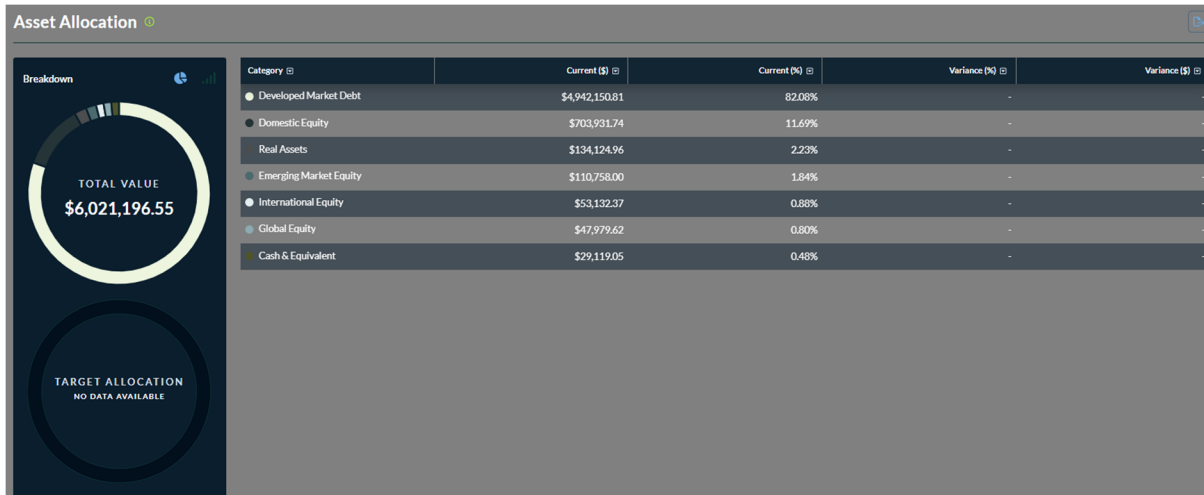 Asset Allocation
Breakdown
TOTAL VALUE
$6,021,196.55
TARGET ALLOCATION
NO DATA AVAILABLE
Category Current ($) Current (%) Variance (%) Variance ($)
Developed Market Debt $4,942,150.81 82.08% - -
Domestic Equity $703,931.74 11.69% - -
Real Assets $134,124.96 2.23% - -
Emerging Market Equity $110,758.00 1.84% - -
International Equity $53,132.37 0.88% - -
Global Equity $47,979.62 0.80% - -
Cash & Equivalent $29,119.05 0.48% - -